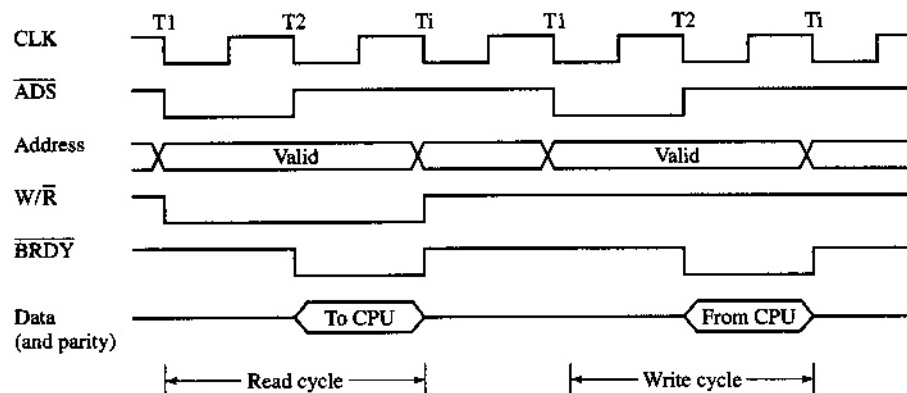 T1 T2 Ti T1 T2 Ti
CLK
ADS
Address Valid Valid
W/R
BRDY
Data
(and parity) To CPU From CPU
Read cycle Write cycle